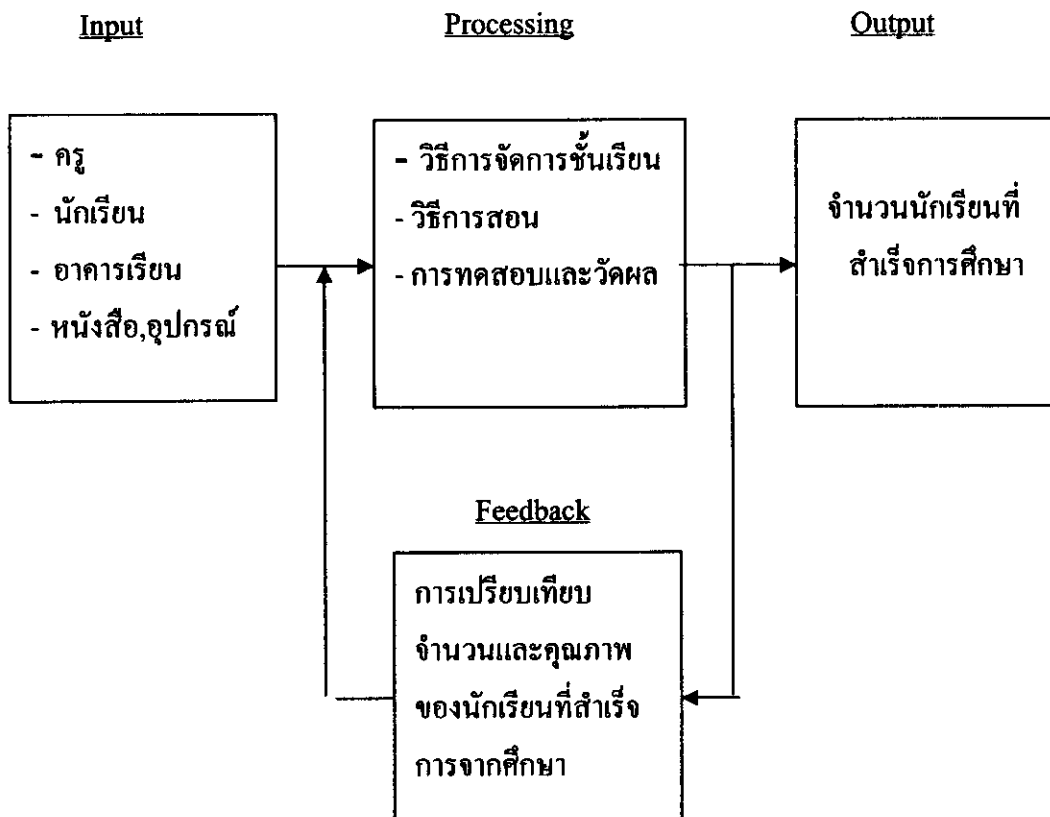 Input
Processing
Output
- ครู
- นักเรียน
- อาคารเรียน
- หนังสือ,อุปกรณ์
- วิธีการจัดการชั้นเรียน
- วิธีการสอน
- การทดสอบและวัดผล
จำนวนนักเรียนที่
สำเร็จการศึกษา
Feedback
การเปรียบเทียบ
จำนวนและคุณภาพ
ของนักเรียนที่สำเร็จ
การจากศึกษา